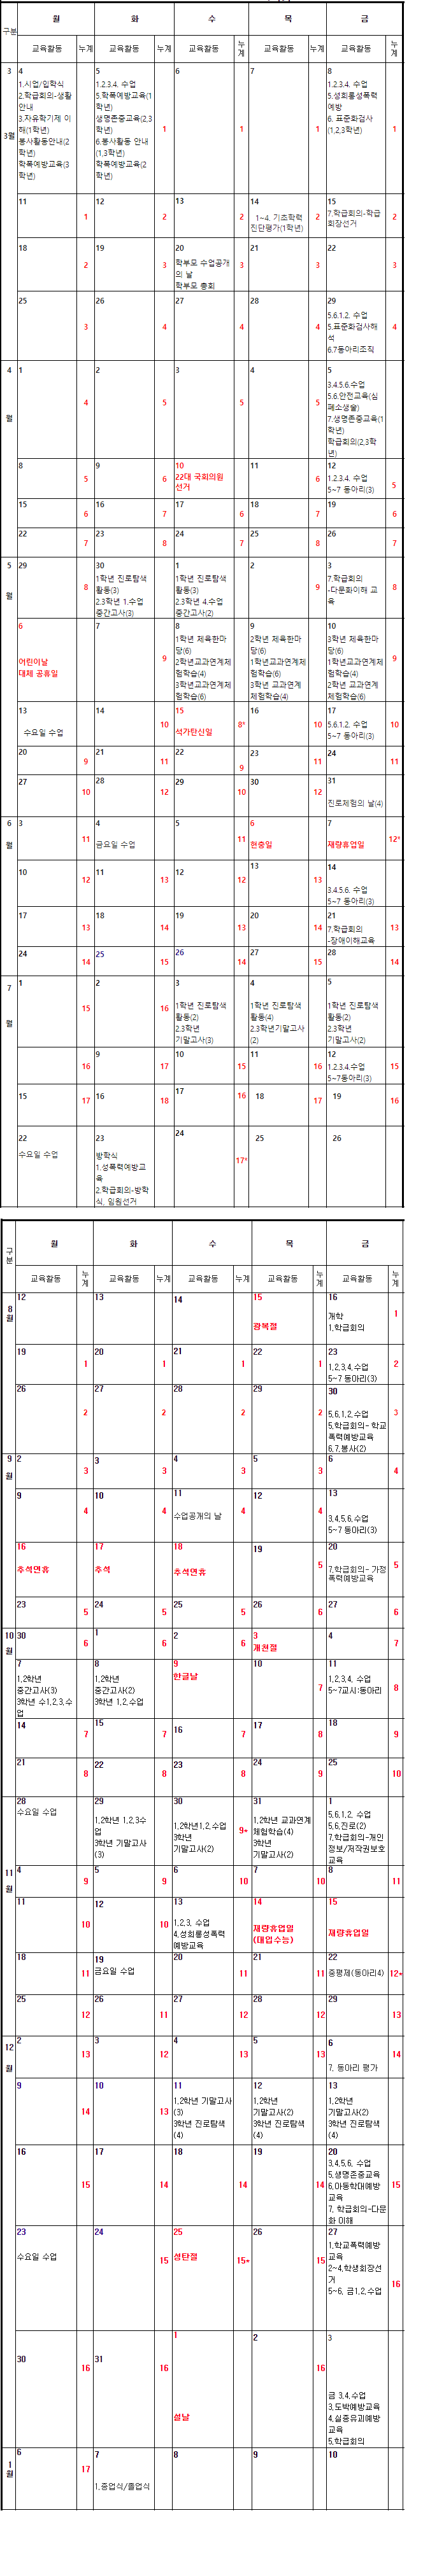 구분
월
화
수
목
금
교육활동
누계
교육활동
누계
교육활동
누계
교육활동
누계
교육활동
누계
3
3월
4
1.시업/입학식
2.학급회의-생활
안내
3.자유학기제 이
해(1학년)
봉사활동안내(2
학년)
학폭예방교육(3
학년)
5
1.2.3.4. 수업
5.학폭예방교육(1
학년)
생명존중교육(2,3
학년)
6.봉사활동 안내
(1,3학년)
학폭예방교육(2
학년)
1
6
1
7
1
8
1.2.3.4. 수업
5.성희롱성폭력
예방
6. 표준화검사
(1,2,3학년)
1
11
1
12
2
13
2
14
1~4. 기초학력
진단평가(1학년)
2
15
7.학급회의-학급
회장선거
2
18
2
19
3
20
학부모 수업공개
의 날
학부모 총회
3
21
3
22
3
25
3
26
4
27
4
28
4
29
5.6.1.2. 수업
5.표준화검사해
석
6.7동아리조직
4
4
월
1
4
2
5
3
5
4
5
5
3.4.5.6.수업
5.6.안전교육(심
폐소생술)
7.생명존중교육(1
학년)
학급회의(2,3학
년)
8
5
9
6
10
22대 국회의원
선거
11
6
12
1.2.3.4. 수업
5~7 동아리(3)
5
15
6
16
7
17
6
18
7
19
6
22
7
23
8
24
7
25
8
26
7
5
월
29
8
30
1학년 진로탐색
활동(3)
2.3학년 1.수업
중간고사(3)
1
1학년 진로탐색
활동(3)
2.3학년 4.수업
중간고사(2)
2
9
3
7.학급회의
-다문화이해 교
육
8
6
어린이날
대체 공휴일
7
9
8
1학년 체육한마
당(6)
2학년교과연계체
험학습(4)
3학년교과연계체
험학습(6)
9
2학년 체육한마
당(6)
1학년교과연계체
험학습(6)
3학년 교과연계
체험학습(4)
10
3학년 체육한마
당(6)
1학년교과연계체
험학습(4)
2학년 교과연계
체험학습(6)
9
13
수요일 수업
14
10
15
석가탄신일
8*
16
10
17
5.6.1.2. 수업
5~7 동아리(3)
10
20
9
21
11
22
9
23
11
24
11
27
10
28
12
29
10
30
12
31
진로체험의 날(4)
6
월
3
11
4
금요일 수업
5
11
6
현충일
7
재량휴업일
12*
10
12
11
13
12
12
13
13
14
3.4.5.6. 수업
5~7 동아리(3)
17
13
18
14
19
13
20
14
21
7.학급회의
-장애이해교육
13
24
14
25
15
26
14
27
15
28
14
7
월
1
15
2
16
3
1학년 진로탐색
활동(2)
2.3학년
기말고사(3)
4
1학년 진로탐색
활동(4)
2.3학년기말고사
(2)
5
1학년 진로탐색
활동(2)
2.3학년
기말고사(2)
16
9
17
10
15
11
16
12
1.2.3.4.수업
5~7동아리(3)
15
15
17
16
18
17
16
18
17
19
16
22
수요일 수업
23
방학식
1.성폭력예방교
육
2.학급회의-방학
식, 임원선거
24
17*
25
26
구
분
월
화
수
목
금
교육활동
누
계
교육활동
누계
교육활동
누계
교육활동
누
계
교육활동
누
계
8
월
12
13
14
15
광복절
16
개학
1.학급회의
1
19
1
20
1
21
1
22
1
23
1,2,3,4,수업
5~7 동아리(3)
2
26
2
27
2
28
2
29
2
30
5,6,1,2,수업
5.학급회의- 학교
폭력예방교육
6,7,봉사(2)
3
9
월
2
3
3
3
4
3
5
3
6
4
9
4
10
4
11
수업공개의 날
4
12
4
13
3,4,5,6,수업
5~7 동아리(3)
16
추석연휴
17
추석
18
추석연휴
19
5
20
7.학급회의- 가정
폭력예방교육
5
23
5
24
5
25
5
26
6
27
6
10
월
30
6
1
6
2
6
3
개천절
4
7
7
1,2학년
중간고사(3)
3학년 수1,2,3,수
업
8
1,2학년
중간고사(2)
3학년 1,2,수업
9
한글날
10
7
11
1,2,3,4, 수업
5~7교시:동아리
8
14
7
15
7
16
7
17
8
18
9
21
8
22
8
23
8
24
9
25
10
28
수요일 수업
29
1,2학년 1,2,3수
업
3학년 기말고사
(3)
30
1,2학년1,2,수업
3학년
기말고사(2)
9*
31
1,2학년 교과연계
체험학습(4)
3학년
기말고사(2)
1
5,6,1,2, 수업
5,6,진로(2)
7.학급회의-개인
정보/저작권보호
교육
11
월
4
9
5
9
6
10
7
10
8
11
11
10
12
10
13
1,2,3, 수업
4.성희롱성폭력
예방교육
14
재량휴업일
(대입수능)
15
재량휴업일
18
11
19
금요일 수업
20
11
21
11
22
중평제(동아리4)
12*
25
12
26
11
27
12
28
12
29
13
12
월
2
13
3
12
4
13
5
13
6
7, 동아리 평가
14
9
14
10
13
11
1,2학년 기말고사
(3)
3학년 진로탐색
(4)
12
1,2학년
기말고사(2)
3학년 진로탐색
(4)
13
1,2학년
기말고사(2)
3학년 진로탐색
(4)
16
15
17
14
18
14
19
14
20
3,4,5,6, 수업
5,생명존중교육
6,아동학대예방
교육
7, 학급회의-다문
화 이해
15
23
수요일 수업
24
15
25
성탄절
15*
26
15
27
1.학교폭력예방
교육
2~4.학생회장선
거
5~6, 금1,2,수업
16
30
16
31
16
1
설날
2
16
3
금 3,4,수업
3,도박예방교육
4,실종유괴예방
교육
5,학급회의
1
월
6
17
7
1.종업식/졸업식
8
9
10